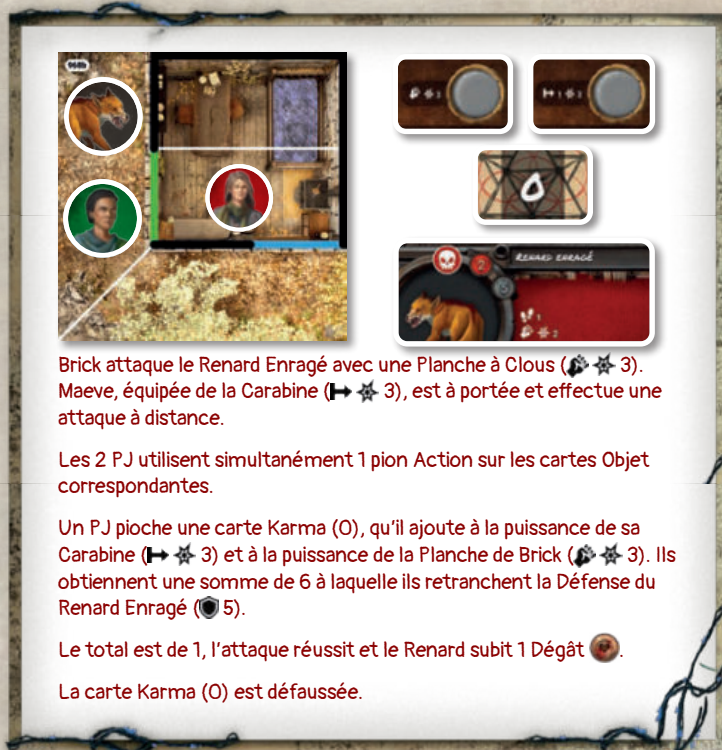 0
2
RENARD ENRAGÉ
Brick attaque le Renard Enragé avec une Planche à Clous ( 3).
Maeve, équipée de la Carabine ( 3), est à portée et effectue une
attaque à distance.
Les 2 PJ utilisent simultanément 1 pion Action sur les cartes Objet
correspondantes.
Un PJ pioche une carte Karma (0), qu'il ajoute à la puissance de sa
Carabine ( 3) et à la puissance de la Planche de Brick ( 3). Ils
obtiennent une somme de 6 à laquelle ils retranchent la Défense du
Renard Enragé ( 5).
Le total est de 1, l'attaque réussit et le Renard subit 1 Dégât .
La carte Karma (0) est défaussée.